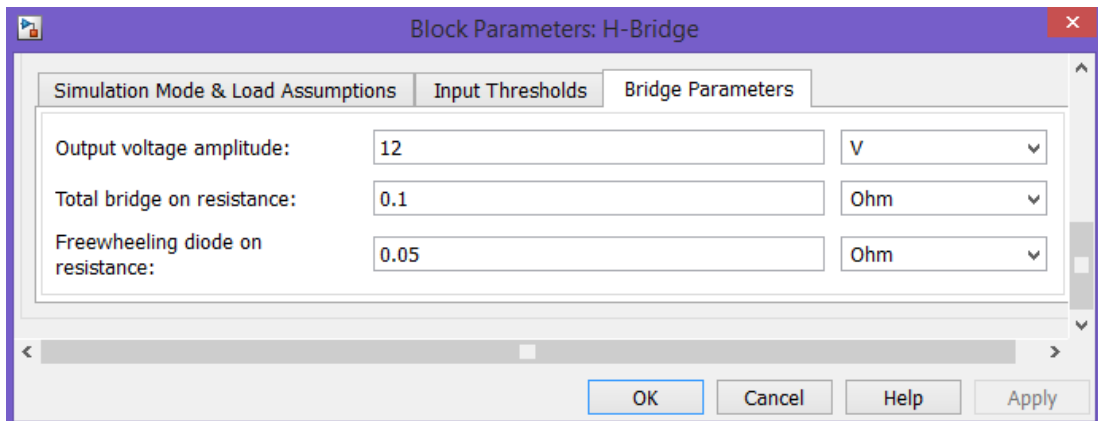 Block Parameters: H-Bridge
Simulation Mode & Load Assumptions Input Thresholds Bridge Parameters
Output voltage amplitude: 12 V
Total bridge on resistance: 0.1 Ohm
Freewheeling diode on
resistance: 0.05 Ohm
OK Cancel Help Apply